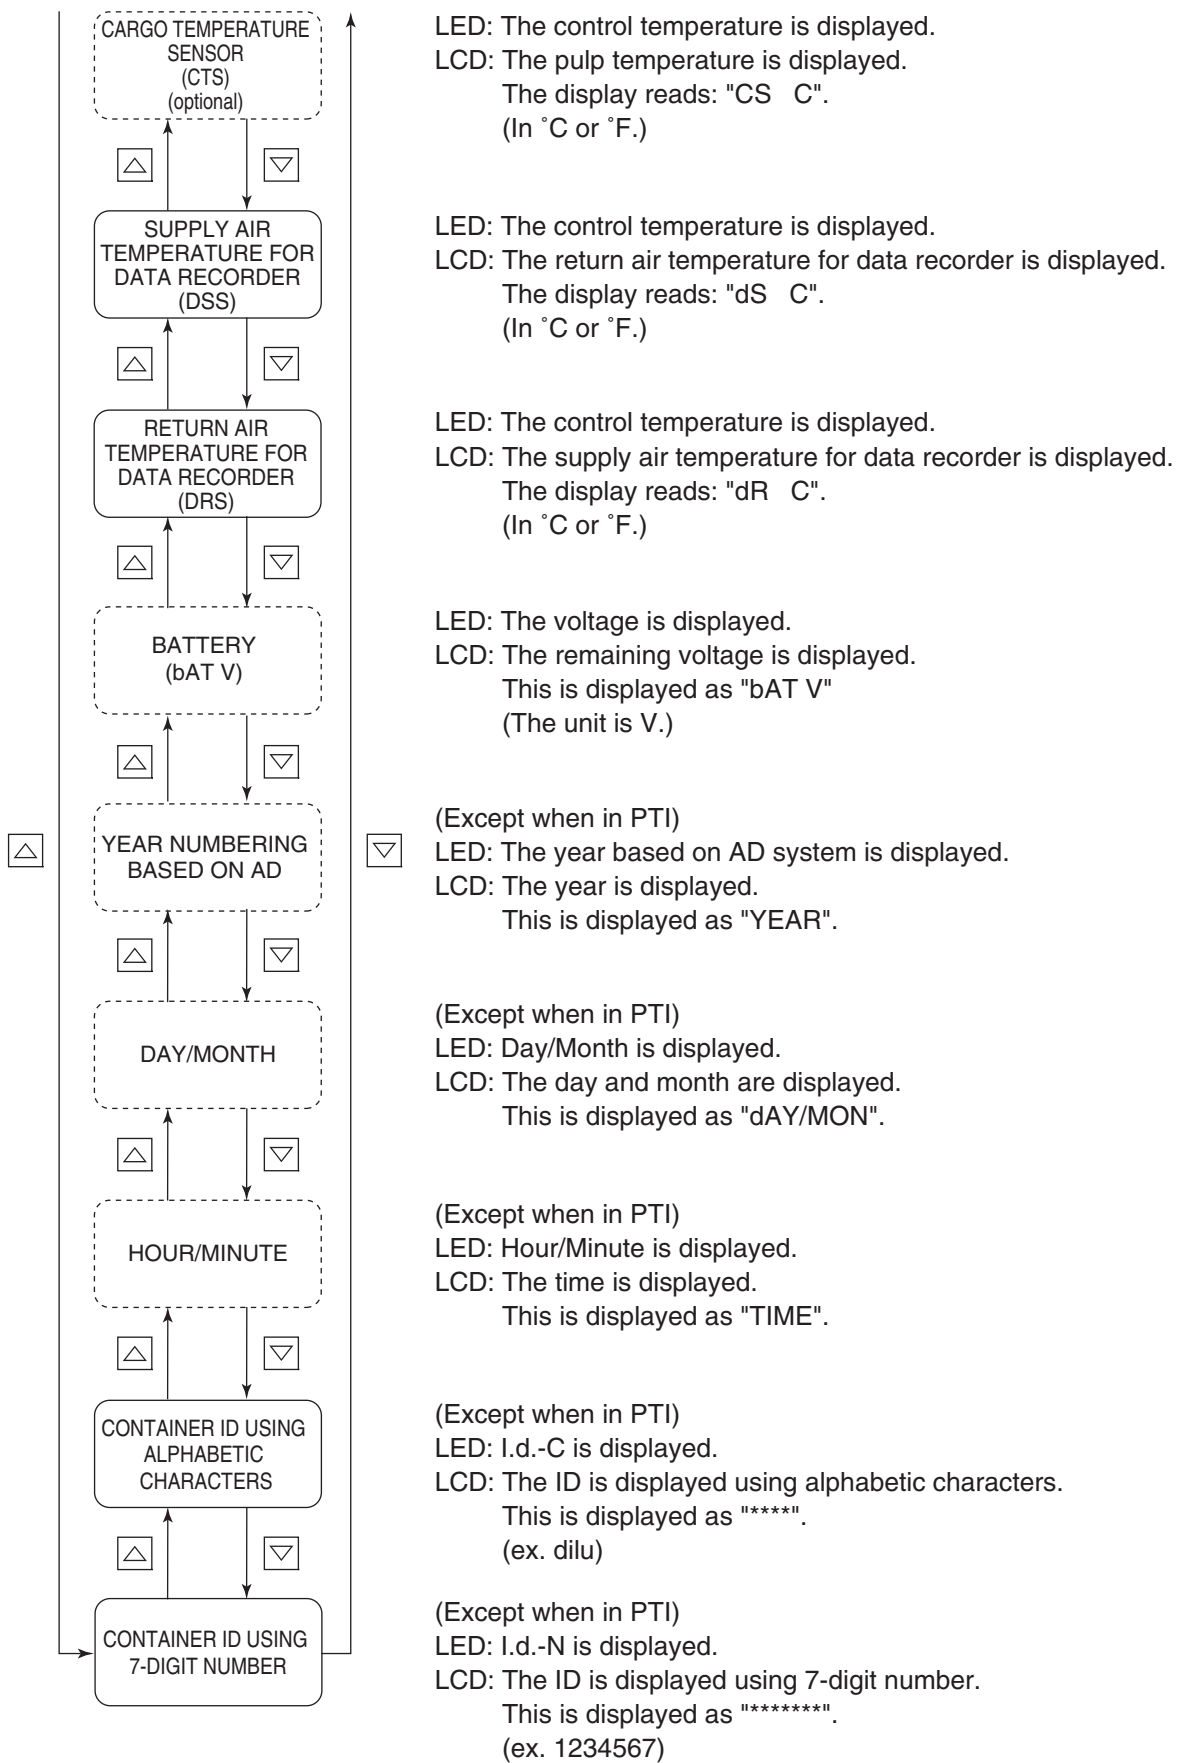 CARGO TEMPERATURE
SENSOR
(CTS)
(optional)
LED: The control temperature is displayed.
LCD: The pulp temperature is displayed.
The display reads: "CS   C".
(In ˚C or ˚F.)
SUPPLY AIR
TEMPERATURE FOR
DATA RECORDER
(DSS)
LED: The control temperature is displayed.
LCD: The return air temperature for data recorder is displayed.
The display reads: "dS   C".
(In ˚C or ˚F.)
RETURN AIR
TEMPERATURE FOR
DATA RECORDER
(DRS)
LED: The control temperature is displayed.
LCD: The supply air temperature for data recorder is displayed.
The display reads: "dR   C".
(In ˚C or ˚F.)
BATTERY
(bAT V)
LED: The voltage is displayed.
LCD: The remaining voltage is displayed.
This is displayed as "bAT V"
(The unit is V.)
YEAR NUMBERING
BASED ON AD
(Except when in PTI)
LED: The year based on AD system is displayed.
LCD: The year is displayed.
This is displayed as "YEAR".
DAY/MONTH
(Except when in PTI)
LED: Day/Month is displayed.
LCD: The day and month are displayed.
This is displayed as "dAY/MON".
HOUR/MINUTE
(Except when in PTI)
LED: Hour/Minute is displayed.
LCD: The time is displayed.
This is displayed as "TIME".
CONTAINER ID USING
ALPHABETIC
CHARACTERS
(Except when in PTI)
LED: I.d.-C is displayed.
LCD: The ID is displayed using alphabetic characters.
This is displayed as "****".
(ex. dilu)
CONTAINER ID USING
7-DIGIT NUMBER
(Except when in PTI)
LED: I.d.-N is displayed.
LCD: The ID is displayed using 7-digit number.
This is displayed as "*******".
(ex. 1234567)